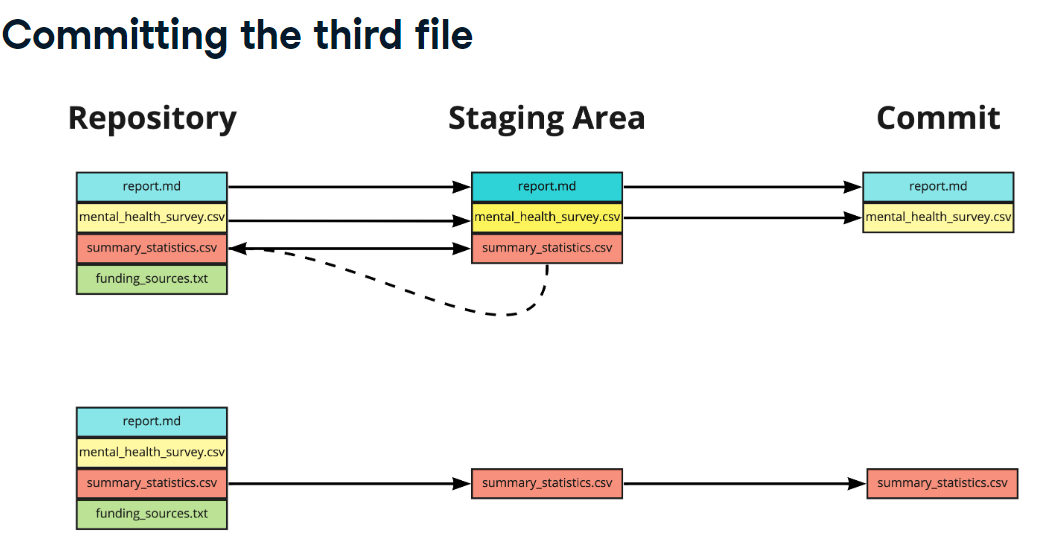 Committing the third file
Repository
Staging Area
Commit
report.md
report.md
report.md
mental_health_survey.csv
mental_health_survey.csv
mental_health_survey.csv
summary_statistics.csv
summary_statistics.csv
funding_sources.txt
report.md
mental_health_survey.csv
summary_statistics.csv
summary_statistics.csv
summary_statistics.csv
funding_sources.txt